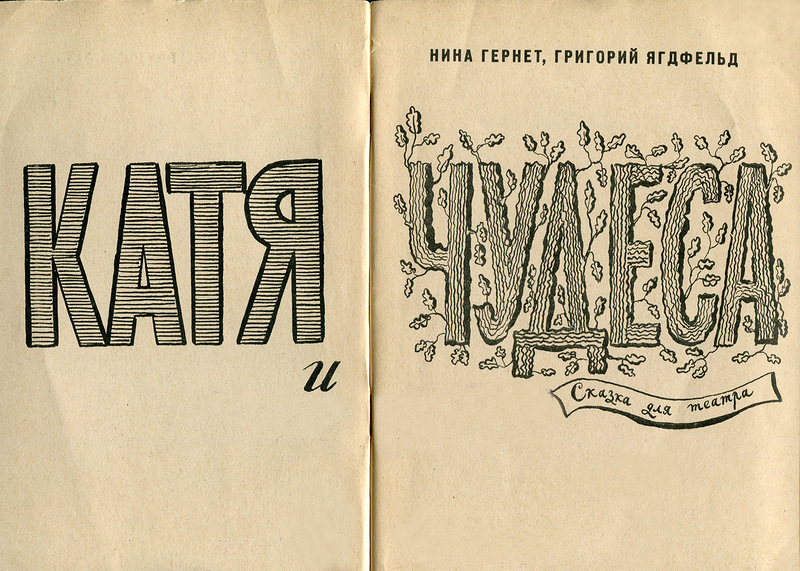 КАТЯ
и
НИНА ГЕРНЕТ, ГРИГОРИЙ ЯГДФЕЛЬД
ЧУДЕСА
Сказка для театра